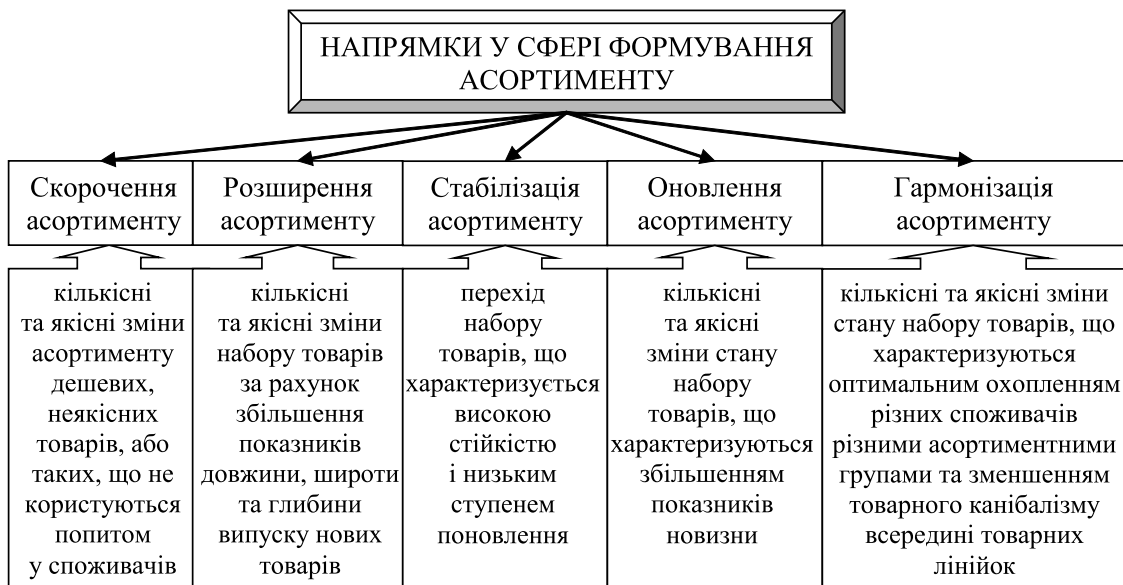 НАПРЯМКИ У СФЕРІ ФОРМУВАННЯ
АСОРТИМЕНТУ
Скорочення
асортименту
Розширення
асортименту
Стабілізація
асортименту
Оновлення
асортименту
Гармонізація
асортименту
кількісні
та якісні зміни
асортименту
дешевих,
неякісних
товарів, або
таких, що не
користуються
попитом
у споживачів
кількісні
та якісні зміни
набору товарів
за рахунок
збільшення
показників
довжини, широти
та глибини
випуску нових
товарів
перехід
набору
товарів, що
характеризується
високою
стійкістю
і низьким
ступенем
поновлення
кількісні
та якісні
зміни стану
набору
товарів, що
характеризуються
збільшенням
показників
новизни
кількісні та якісні зміни
стану набору товарів, що
характеризуються
оптимальним охопленням
різних споживачів
різними асортиментними
групами та зменшенням
товарного канібалізму
всередині товарних
лінійок